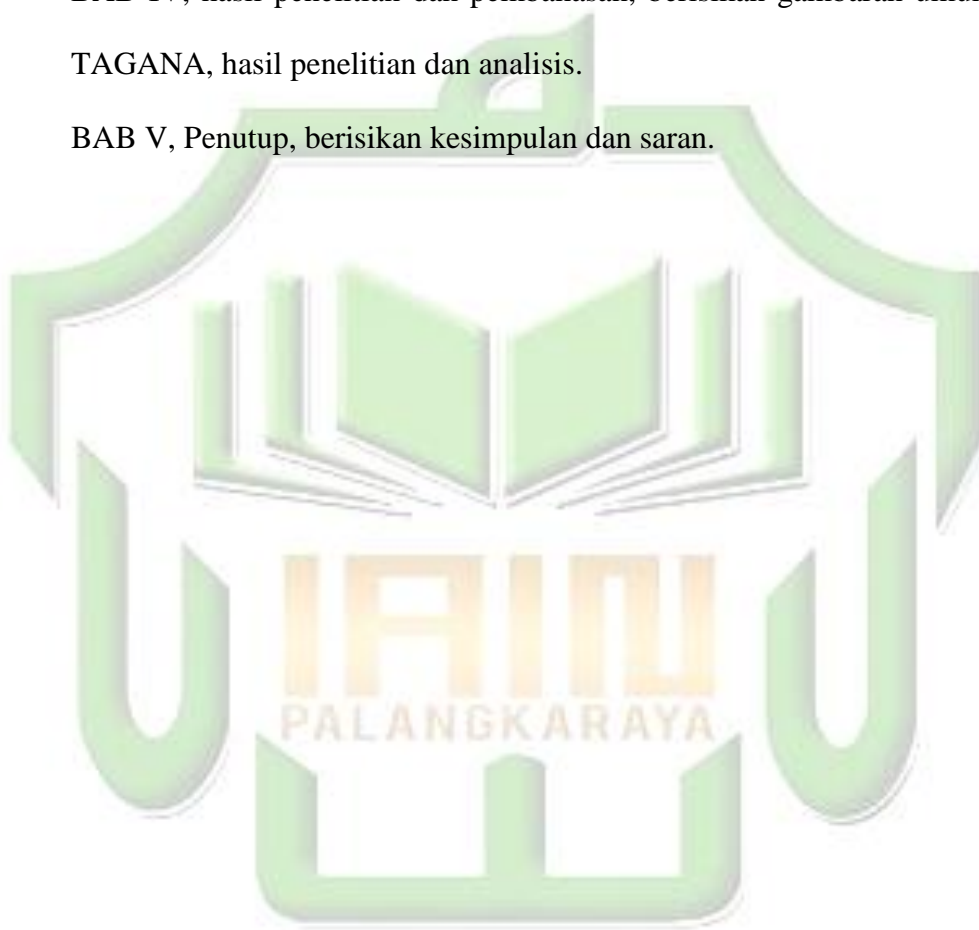 BAB IV, hasil penelitian dan pembahasan, berisikan gambaran umum
TAGANA, hasil penelitian dan analisis.
BAB V, Penutup, berisikan kesimpulan dan saran.
IAIN
PALANGKARAYA